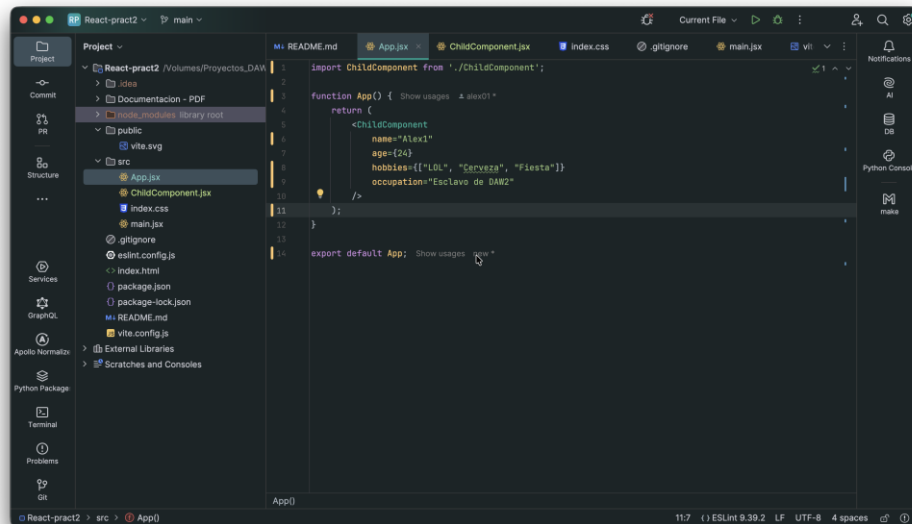 RP React-pract2 main Current File
Project
Commit
PR
Structure
Services
GraphQL
Apollo Normalize
Python Package
Terminal
Problems
Git
Project
React-pract2 /Volumes/Proyectos_DAW
.idea
Documentacion - PDF
node_modules library root
public
vite.svg
src
App.jsx
ChildComponent.jsx
index.css
main.jsx
.gitignore
eslint.config.js
index.html
package.json
package-lock.json
README.md
vite.config.js
External Libraries
Scratches and Consoles
README.md App.jsx ChildComponent.jsx index.css .gitignore main.jsx
1 import ChildComponent from './ChildComponent';
2
3 function App() { Show usages alex01 *
4 return (
5 <ChildComponent
6 name="Alex1"
7 age={24}
8 hobbies={["LOL", "Cerveza", "Fiesta"]}
9 occupation="Esclavo de DAW2"
10 />
11 );
12 }
13
14 export default App; Show usages new *
1
App()
Notifications
AI
DB
Python Consol
make
React-pract2 > src > App() 11:7 {} ESLint 9.39.2 LF UTF-8 4 spaces